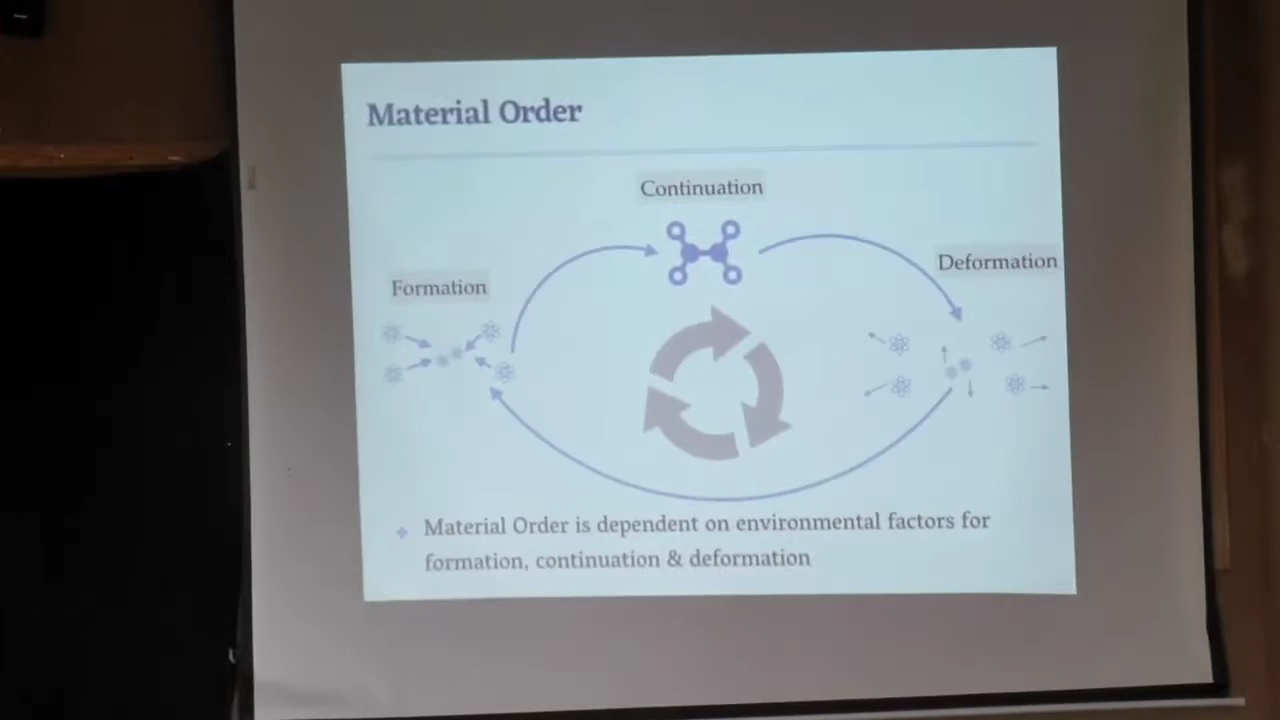 Material Order
Continuation
Deformation
Formation
Material Order is dependent on environmental factors for
formation, continuation & deformation